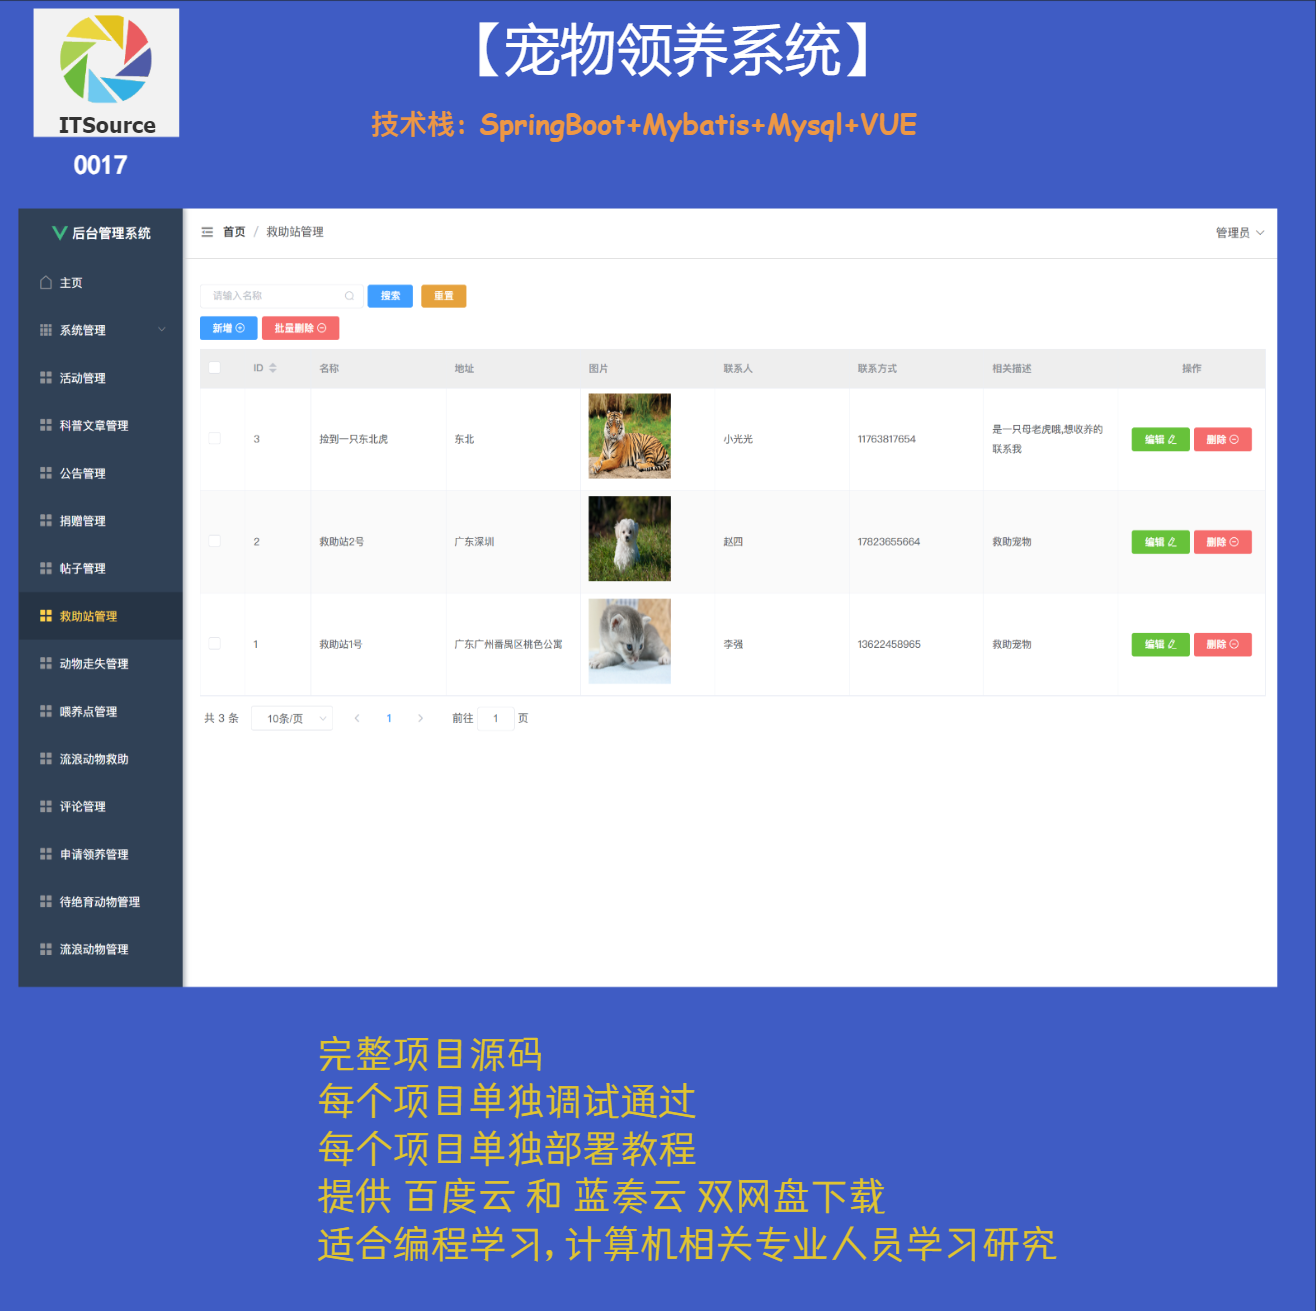 【宠物领养系统】
ITSource
技术栈：SpringBoot+Mybatis+Mysql+VUE
0017
后台管理系统
首页 / 救助站管理
管理员
主页
系统管理
活动管理
科普文章管理
公告管理
捐赠管理
帖子管理
救助站管理
动物走失管理
喂养点管理
流浪动物救助
评论管理
申请领养管理
待绝育动物管理
流浪动物管理
请输入名称 搜索 重置
新增 批量删除
ID 名称 地址 图片 联系人 联系方式 相关描述 操作
3 捡到一只东北虎 东北 小光光 11763817654 是一只母老虎哦,想收养的
联系我 编辑 删除
2 救助站2号 广东深圳 赵四 17823655664 救助宠物 编辑 删除
1 救助站1号 广东广州番禺区桃色公寓 李强 13622458965 救助宠物 编辑 删除
共 3 条 10条/页 1 前往 1 页
完整项目源码
每个项目单独调试通过
每个项目单独部署教程
提供 百度云 和 蓝奏云 双网盘下载
适合编程学习, 计算机相关专业人员学习研究